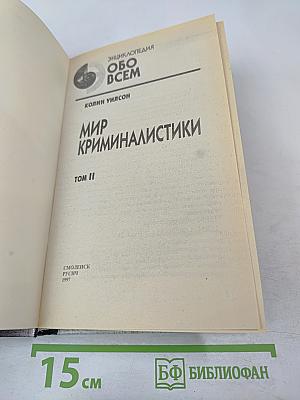 ЭНЦИКЛОПЕДИЯ
ОБО
ВСЕМ
КОЛИН УИЛСОН
МИР
КРИМИНАЛИСТИКИ
ТОМ II
СМОЛЕНСК
РУСИЧ
1997
15 см
БФ БИБЛИОФАН